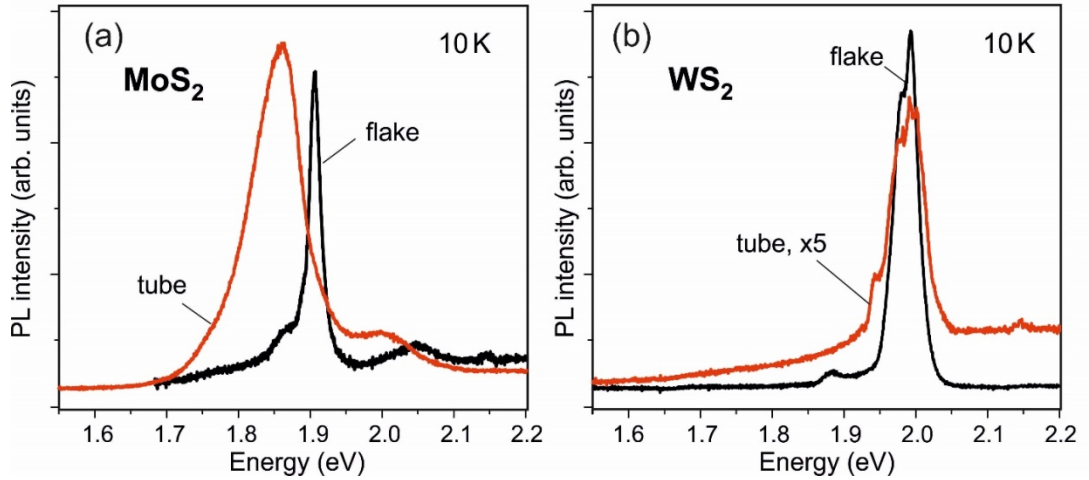 (a)
10 K
MoS₂
flake
tube
PL intensity (arb. units)
1.6 1.7 1.8 1.9 2.0 2.1 2.2
Energy (eV)
(b)
10 K
flake
WS₂
tube, x5
PL intensity (arb. units)
1.6 1.7 1.8 1.9 2.0 2.1 2.2
Energy (eV)